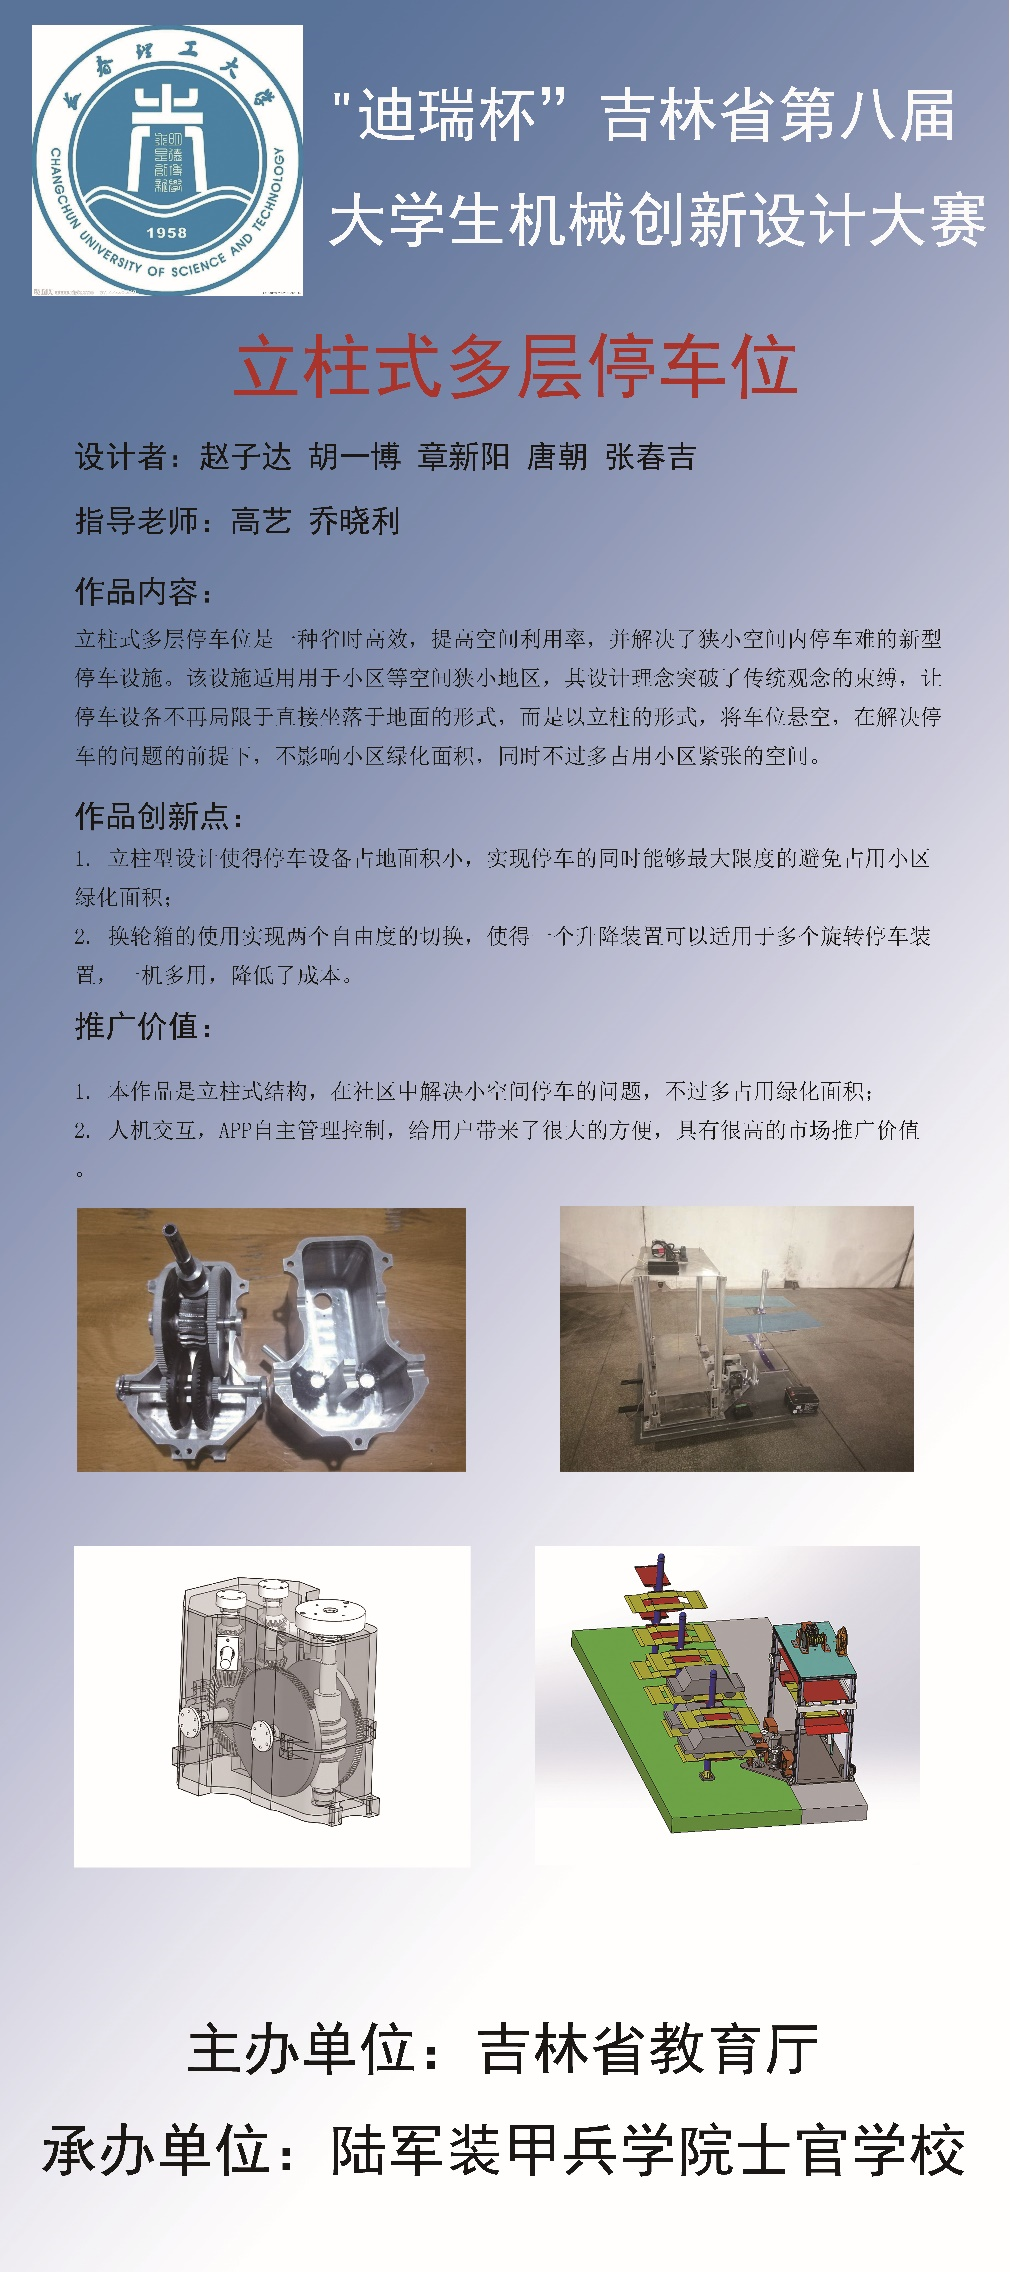 长春理工大学
CHANGCHUN UNIVERSITY OF SCIENCE AND TECHNOLOGY
1958
"迪瑞杯”吉林省第八届
大学生机械创新设计大赛
立柱式多层停车位
设计者：赵子达 胡一博 章新阳 唐朝 张春吉
指导老师：高艺 乔晓利
作品内容：
立柱式多层停车位是一种省时高效，提高空间利用率，并解决了狭小空间内停车难的新型
停车设施。该设施适用用于小区等空间狭小地区，其设计理念突破了传统观念的束缚，让
停车设备不再局限于直接坐落于地面的形式，而是以立柱的形式，将车位悬空，在解决停
车的问题的前提下，不影响小区绿化面积，同时不过多占用小区紧张的空间。
作品创新点：
1. 立柱型设计使得停车设备占地面积小，实现停车的同时能够最大限度的避免占用小区
绿化面积；
2. 换轮箱的使用实现两个自由度的切换，使得一个升降装置可以适用于多个旋转停车装
置，一机多用，降低了成本。
推广价值：
1. 本作品是立柱式结构，在社区中解决小空间停车的问题，不过多占用绿化面积；
2. 人机交互，APP自主管理控制，给用户带来了很大的方便，具有很高的市场推广价值
。
主办单位：吉林省教育厅
承办单位：陆军装甲兵学院士官学校